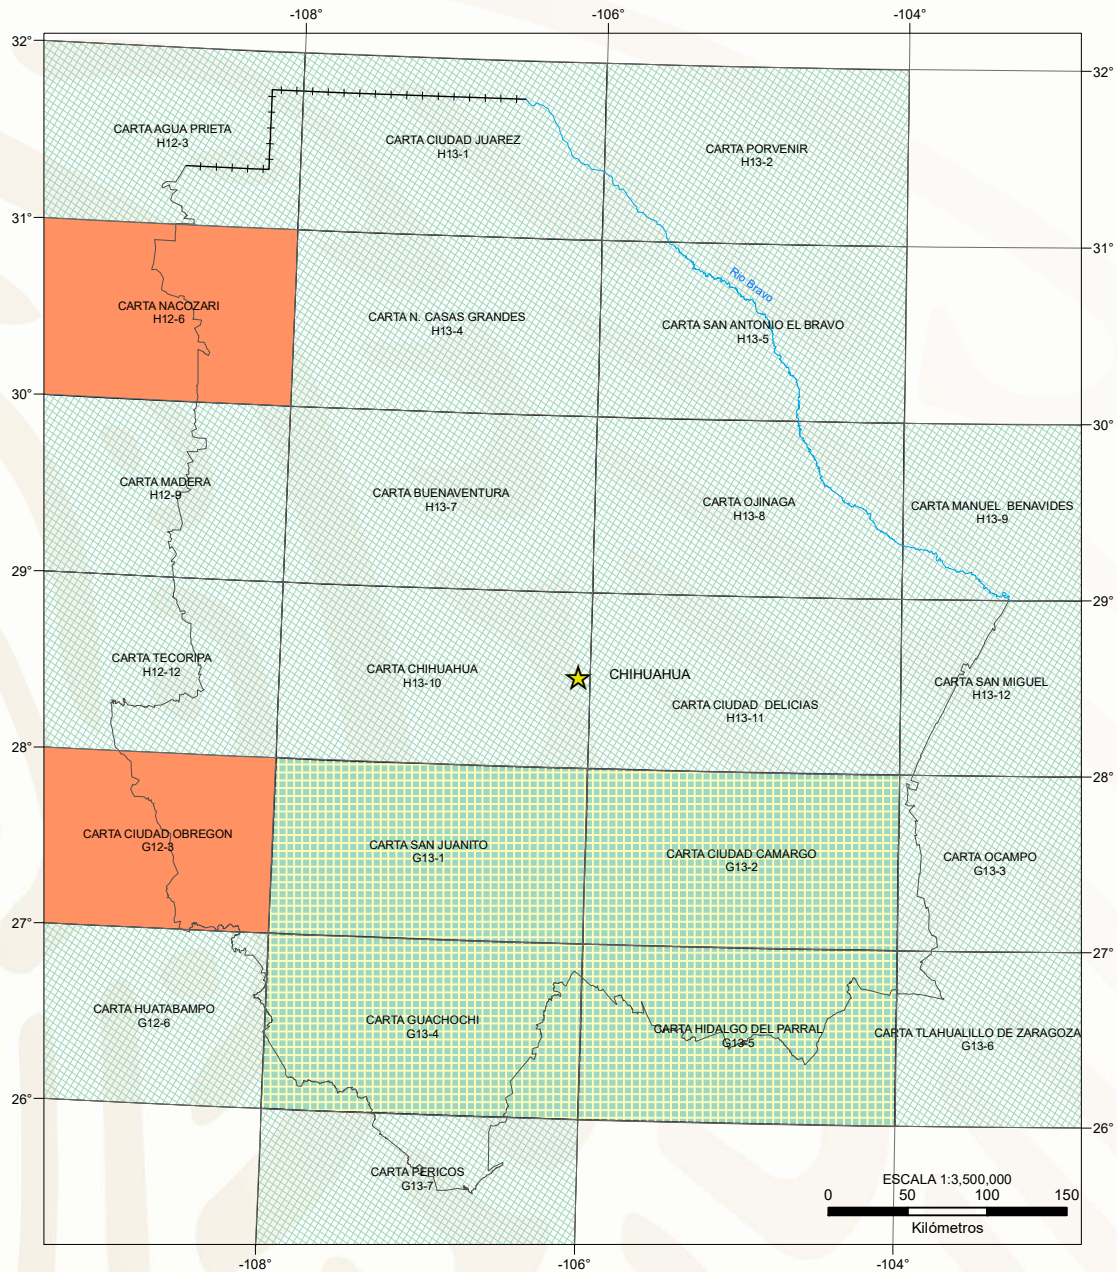 -108°
-106°
-104°
32°
32°
CARTA AGUA PRIETA
H12-3
CARTA CIUDAD JUAREZ
H13-1
CARTA PORVENIR
H13-2
31°
31°
Rio Bravo
CARTA NACOZARI
H12-6
CARTA N. CASAS GRANDES
H13-4
CARTA SAN ANTONIO EL BRAVO
H13-5
30°
30°
CARTA MADERA
H12-9
CARTA BUENAVENTURA
H13-7
CARTA OJINAGA
H13-8
CARTA MANUEL BENAVIDES
H13-9
29°
29°
CARTA TECORIPA
H12-12
CARTA CHIHUAHUA
H13-10
CHIHUAHUA
CARTA CIUDAD DELICIAS
H13-11
CARTA SAN MIGUEL
H13-12
28°
28°
CARTA CIUDAD OBREGON
G12-3
CARTA SAN JUANITO
G13-1
CARTA CIUDAD CAMARGO
G13-2
CARTA OCAMPO
G13-3
27°
27°
CARTA HUATABAMPO
G12-6
CARTA GUACHOCHI
G13-4
CARTA HIDALGO DEL PARRAL
G13-5
CARTA TLAHUALILLO DE ZARAGOZA
G13-6
26°
26°
CARTA PERICOS
G13-7
ESCALA 1:3,500,000
0 50 100 150
Kilómetros
-108°
-106°
-104°